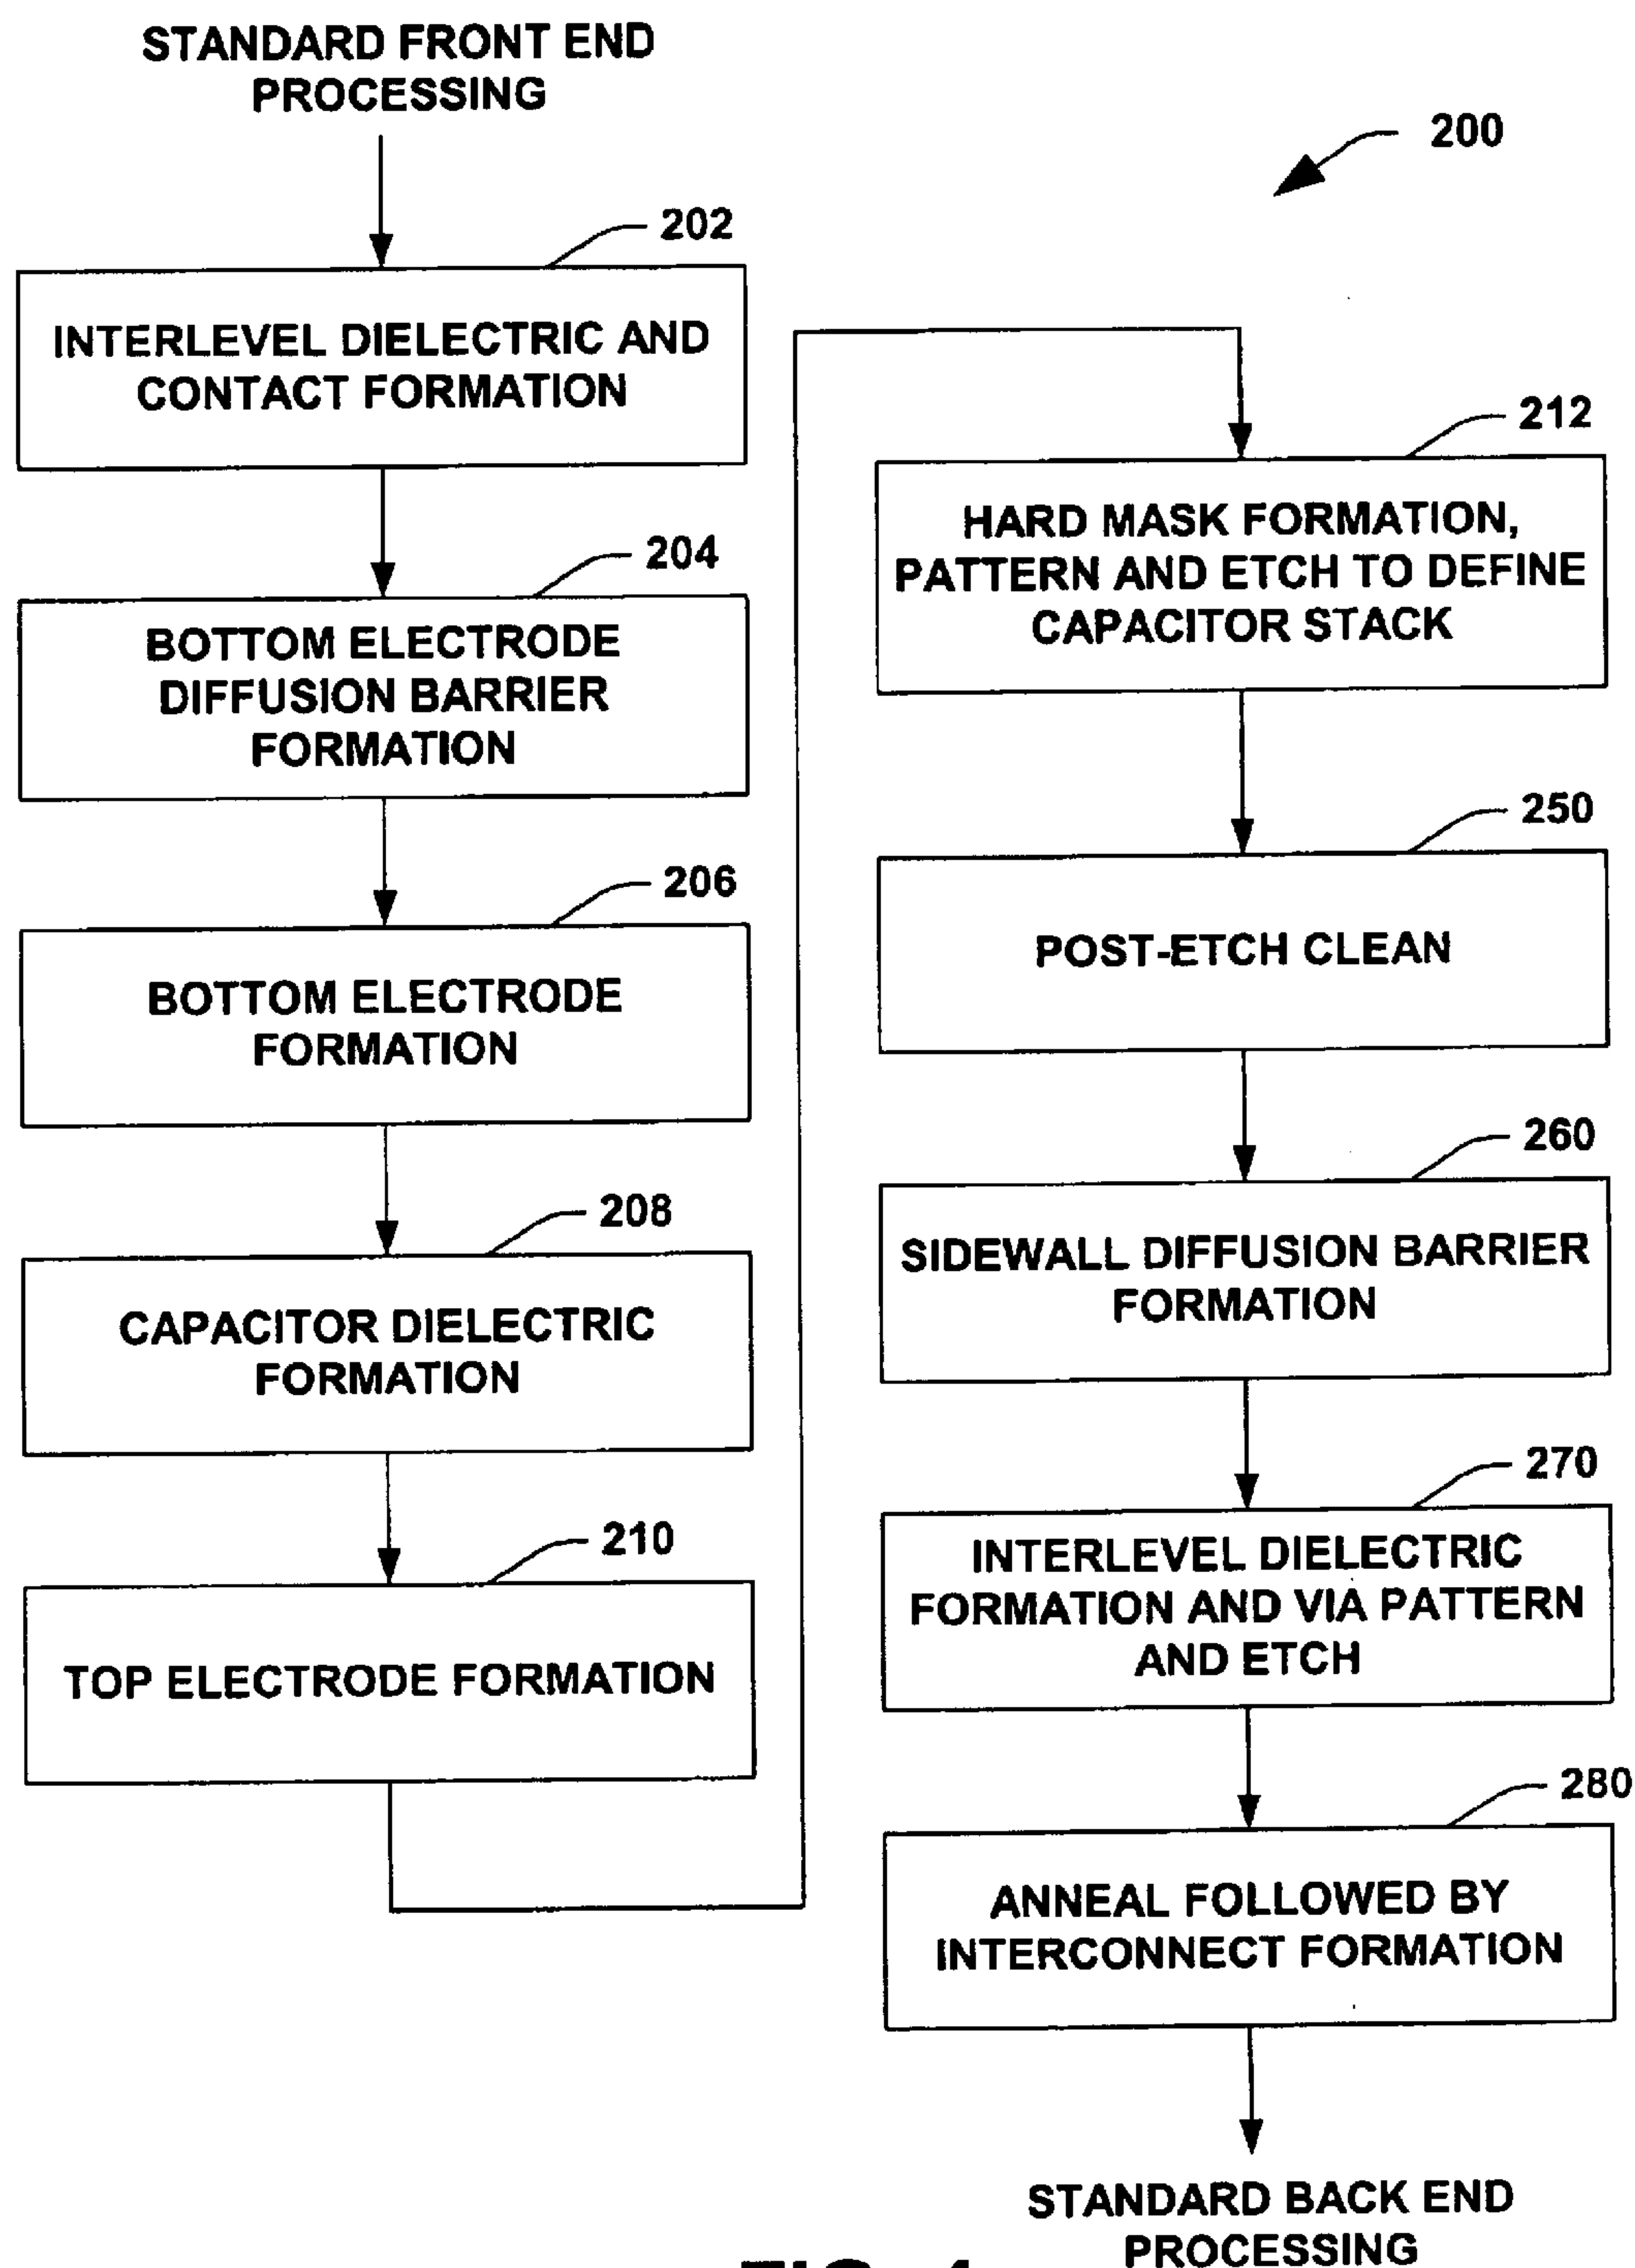 STANDARD FRONT END
PROCESSING
200
202
INTERLEVEL DIELECTRIC AND
CONTACT FORMATION
204
BOTTOM ELECTRODE
DIFFUSION BARRIER
FORMATION
206
BOTTOM ELECTRODE
FORMATION
208
CAPACITOR DIELECTRIC
FORMATION
210
TOP ELECTRODE FORMATION
212
HARD MASK FORMATION,
PATTERN AND ETCH TO DEFINE
CAPACITOR STACK
250
POST-ETCH CLEAN
260
SIDEWALL DIFFUSION BARRIER
FORMATION
270
INTERLEVEL DIELECTRIC
FORMATION AND VIA PATTERN
AND ETCH
280
ANNEAL FOLLOWED BY
INTERCONNECT FORMATION
STANDARD BACK END
PROCESSING